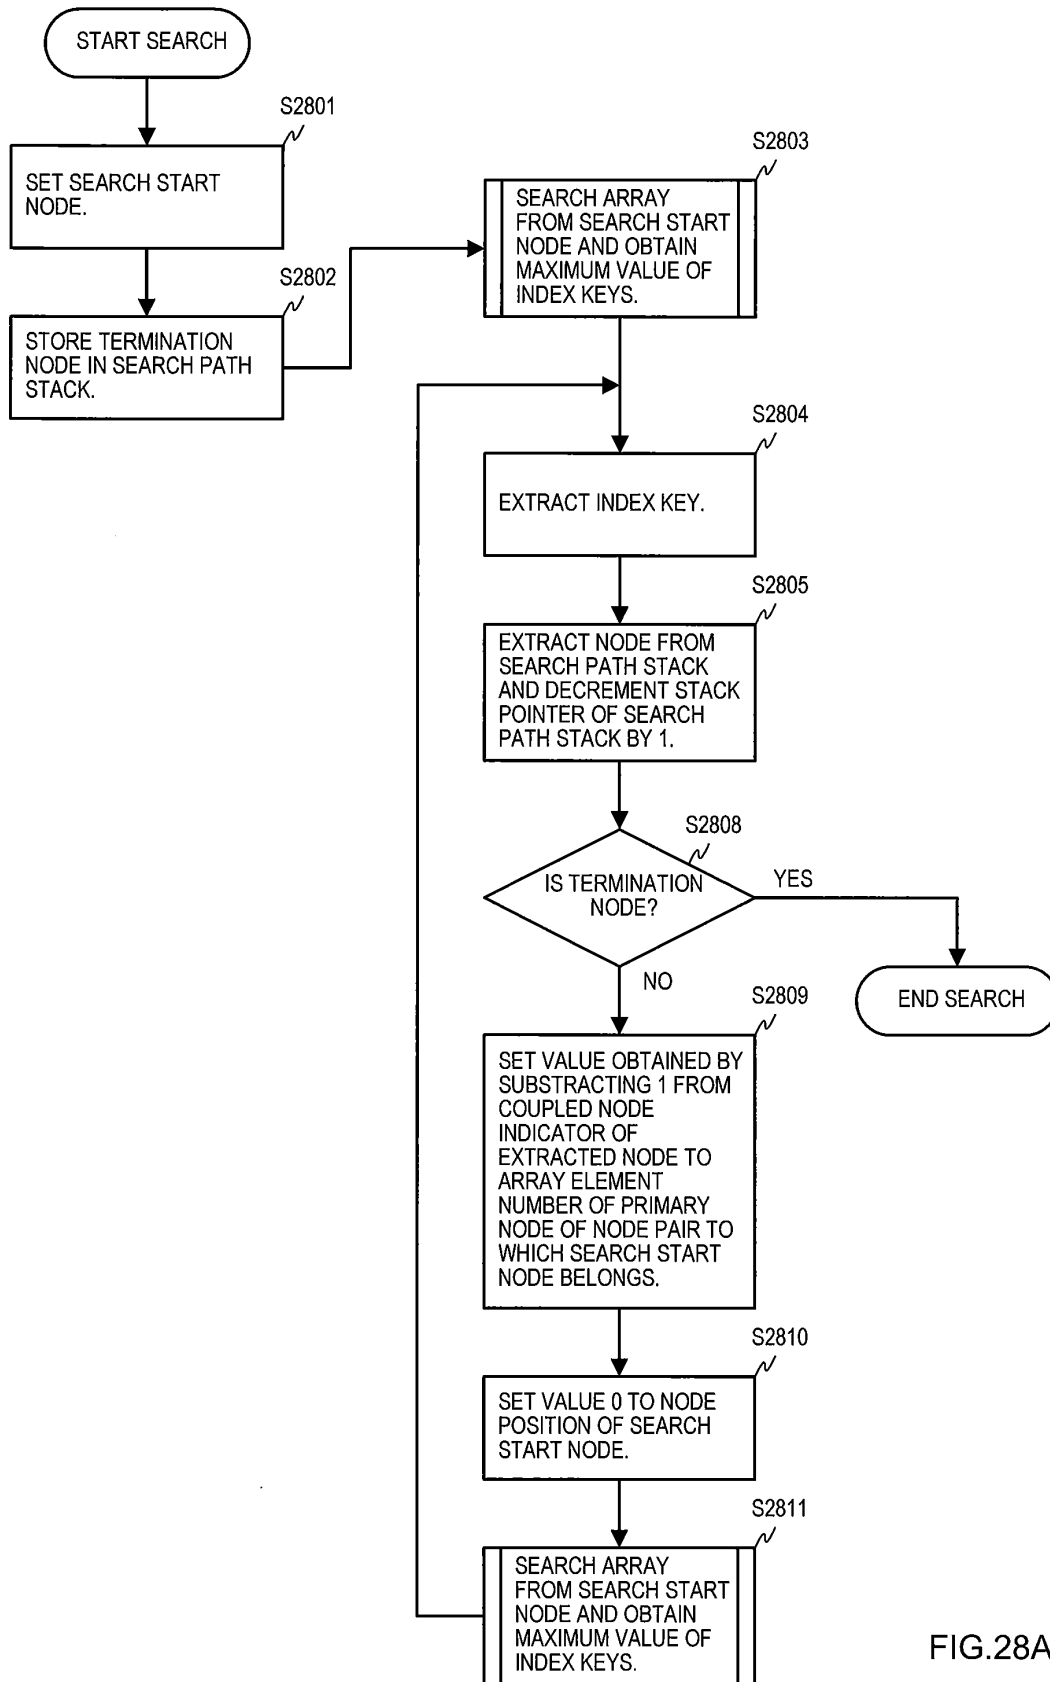 START SEARCH
S2801
SET SEARCH START
NODE.
S2802
STORE TERMINATION
NODE IN SEARCH PATH
STACK.
S2803
SEARCH ARRAY
FROM SEARCH START
NODE AND OBTAIN
MAXIMUM VALUE OF
INDEX KEYS.
S2804
EXTRACT INDEX KEY.
S2805
EXTRACT NODE FROM
SEARCH PATH STACK
AND DECREMENT STACK
POINTER OF SEARCH
PATH STACK BY 1.
S2808
IS TERMINATION
NODE?
YES
NO
END SEARCH
S2809
SET VALUE OBTAINED BY
SUBSTRACTING 1 FROM
COUPLED NODE
INDICATOR OF
EXTRACTED NODE TO
ARRAY ELEMENT
NUMBER OF PRIMARY
NODE OF NODE PAIR TO
WHICH SEARCH START
NODE BELONGS.
S2810
SET VALUE 0 TO NODE
POSITION OF SEARCH
START NODE.
S2811
SEARCH ARRAY
FROM SEARCH START
NODE AND OBTAIN
MAXIMUM VALUE OF
INDEX KEYS.
FIG.28A